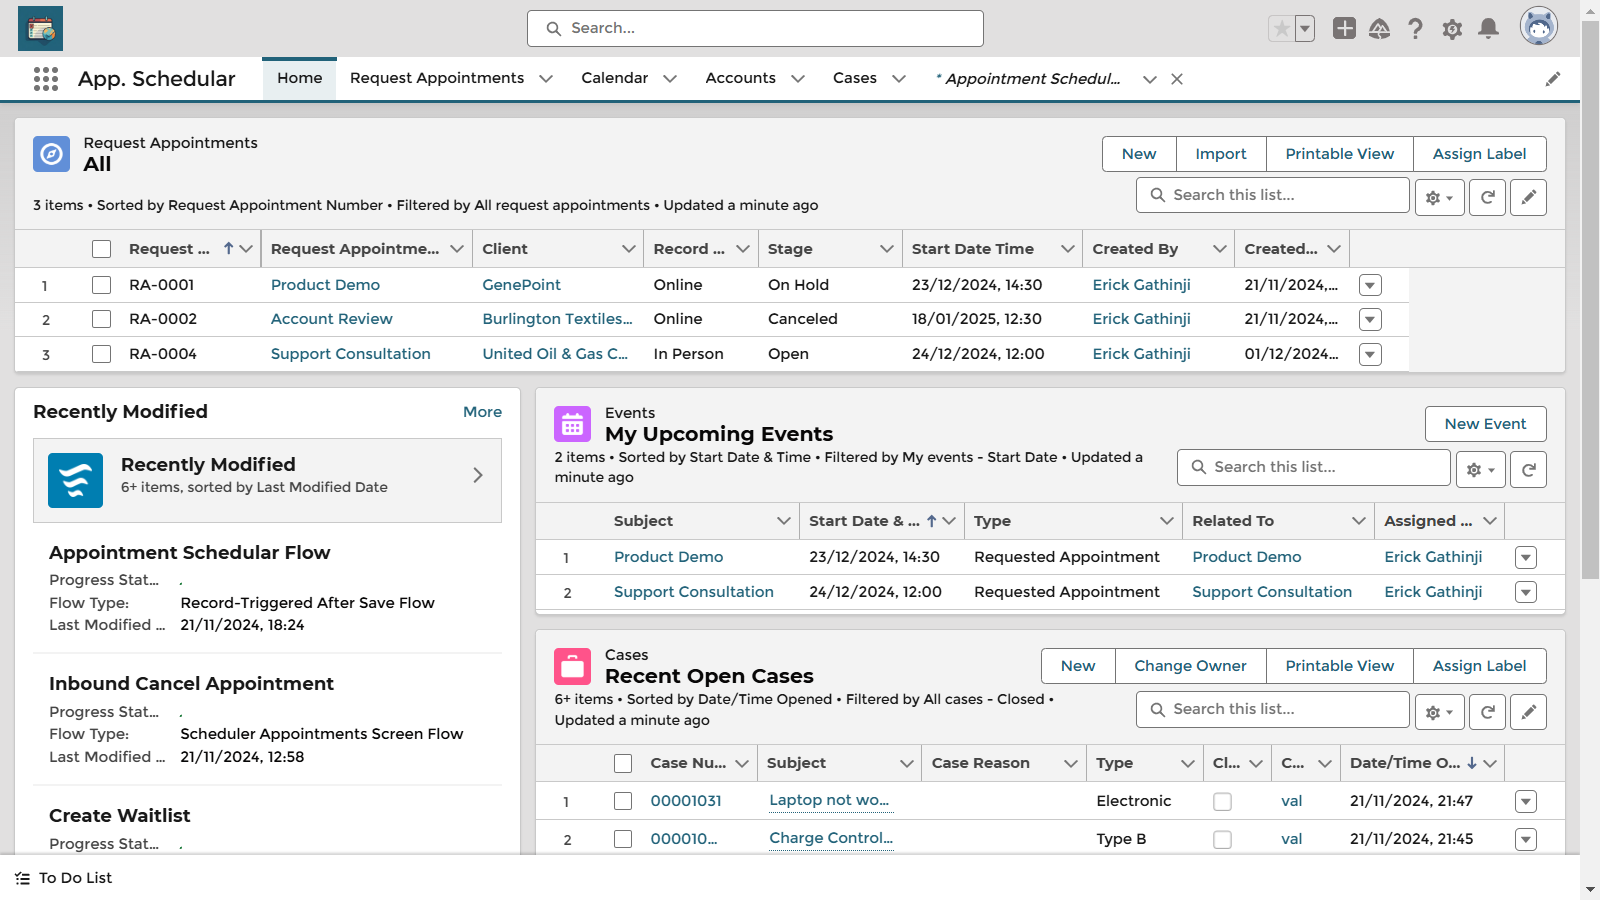 Search...
App. Schedular
Home
Request Appointments
Calendar
Accounts
Cases
* Appointment Schedul...
Request Appointments
All
New
Import
Printable View
Assign Label
3 items • Sorted by Request Appointment Number • Filtered by All request appointments • Updated a minute ago
Search this list...
Request ... Request Appointme... Client Record ... Stage Start Date Time Created By Created...
1 RA-0001 Product Demo GenePoint Online On Hold 23/12/2024, 14:30 Erick Gathinji 21/11/2024,...
2 RA-0002 Account Review Burlington Textiles... Online Canceled 18/01/2025, 12:30 Erick Gathinji 21/11/2024,...
3 RA-0004 Support Consultation United Oil & Gas C... In Person Open 24/12/2024, 12:00 Erick Gathinji 01/12/2024...
Recently Modified
More
Recently Modified
6+ items, sorted by Last Modified Date
Appointment Schedular Flow
Progress Stat... .
Flow Type: Record-Triggered After Save Flow
Last Modified ... 21/11/2024, 18:24
Inbound Cancel Appointment
Progress Stat... .
Flow Type: Scheduler Appointments Screen Flow
Last Modified ... 21/11/2024, 12:58
Create Waitlist
Progress Stat... .
Events
My Upcoming Events
New Event
2 items • Sorted by Start Date & Time • Filtered by My events - Start Date • Updated a
minute ago
Search this list...
Subject Start Date & ... Type Related To Assigned ...
1 Product Demo 23/12/2024, 14:30 Requested Appointment Product Demo Erick Gathinji
2 Support Consultation 24/12/2024, 12:00 Requested Appointment Support Consultation Erick Gathinji
Cases
Recent Open Cases
New
Change Owner
Printable View
Assign Label
6+ items • Sorted by Date/Time Opened • Filtered by All cases - Closed •
Updated a minute ago
Search this list...
Case Nu... Subject Case Reason Type Cl... C... Date/Time O...
1 00001031 Laptop not wo... Electronic val 21/11/2024, 21:47
2 000010... Charge Control... Type B val 21/11/2024, 21:45
To Do List